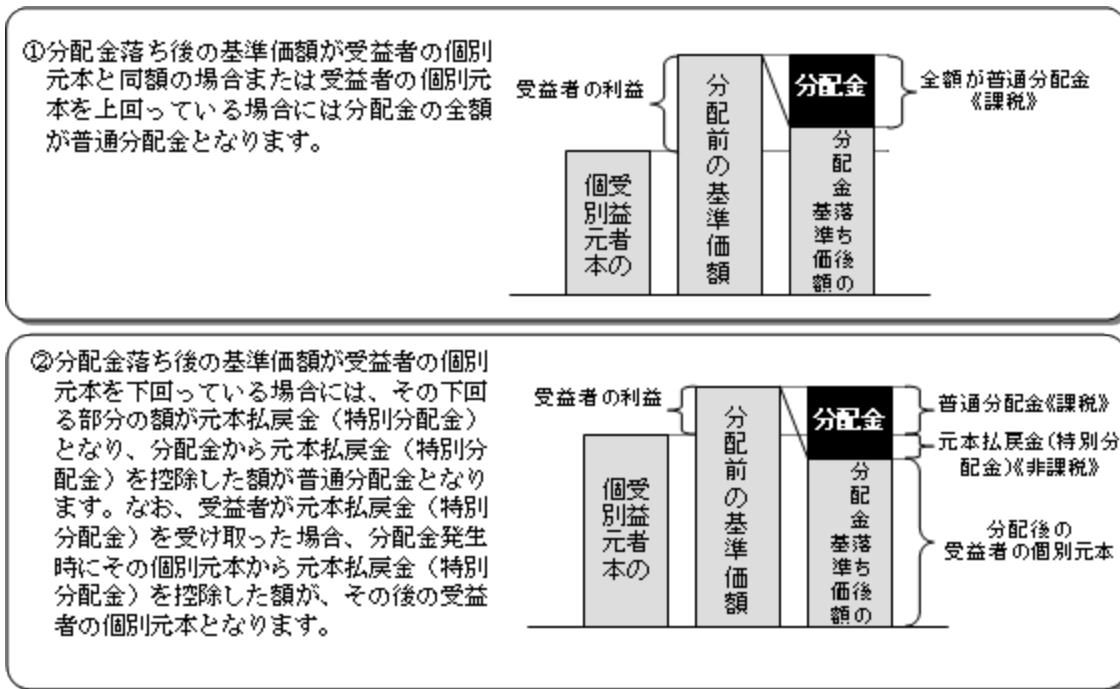 ①分配金落ち後の基準価額が受益者の個別
元本と同額の場合または受益者の個別元
本を上回っている場合には分配金の全額
が普通分配金となります。
受益者の利益
受益者の
個別元本
分配前の基準価額
分配金
分配金落ち後の
基準価額
全額が普通分配金
《課税》
②分配金落ち後の基準価額が受益者の個別
元本を下回っている場合には、その下回
る部分の額が元本払戻金（特別分配金）
となり、分配金から元本払戻金（特別分
配金）を控除した額が普通分配金となり
ます。なお、受益者が元本払戻金（特別
分配金）を受け取った場合、分配金発生
時にその個別元本から元本払戻金（特別
分配金）を控除した額が、その後の受益
者の個別元本となります。
受益者の利益
受益者の
個別元本
分配前の基準価額
分配金
分配金落ち後の
基準価額
普通分配金《課税》
元本払戻金(特別分
配金)《非課税》
分配後の
受益者の個別元本